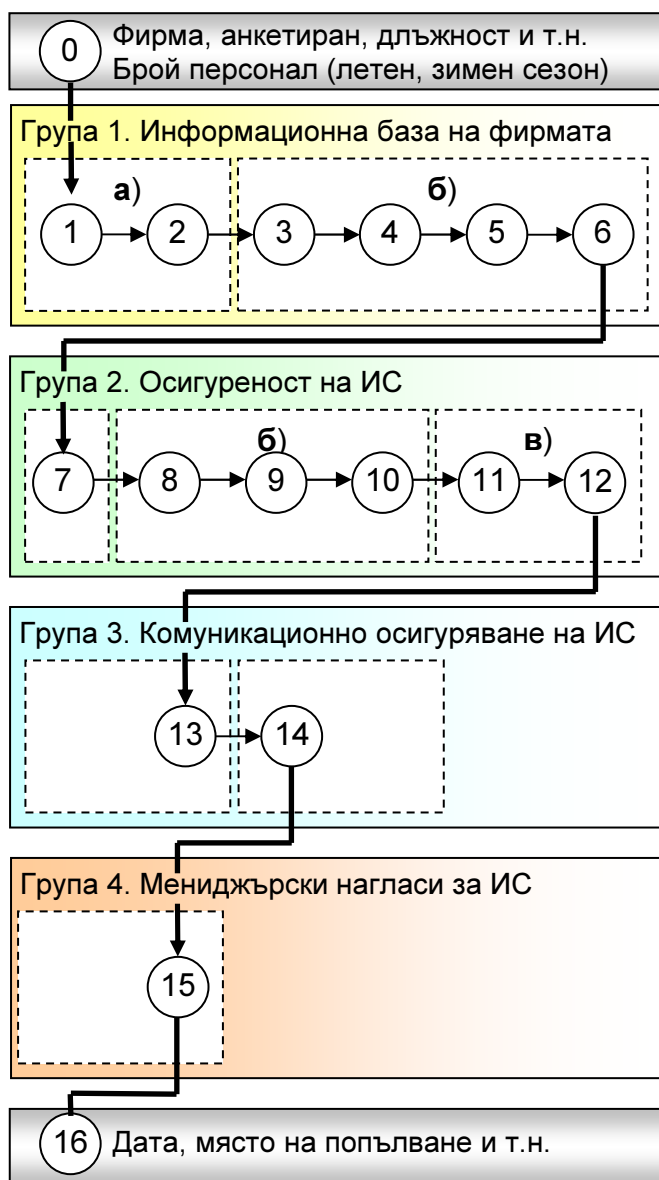 0
Фирма, анкетиран, длъжност и т.н.
Брой персонал (летен, зимен сезон)
Група 1. Информационна база на фирмата
а) б)
1 2 3 4 5 6
Група 2. Осигуреност на ИС
б) в)
7 8 9 10 11 12
Група 3. Комуникационно осигуряване на ИС
13 14
Група 4. Мениджърски нагласи за ИС
15
16 Дата, място на попълване и т.н.